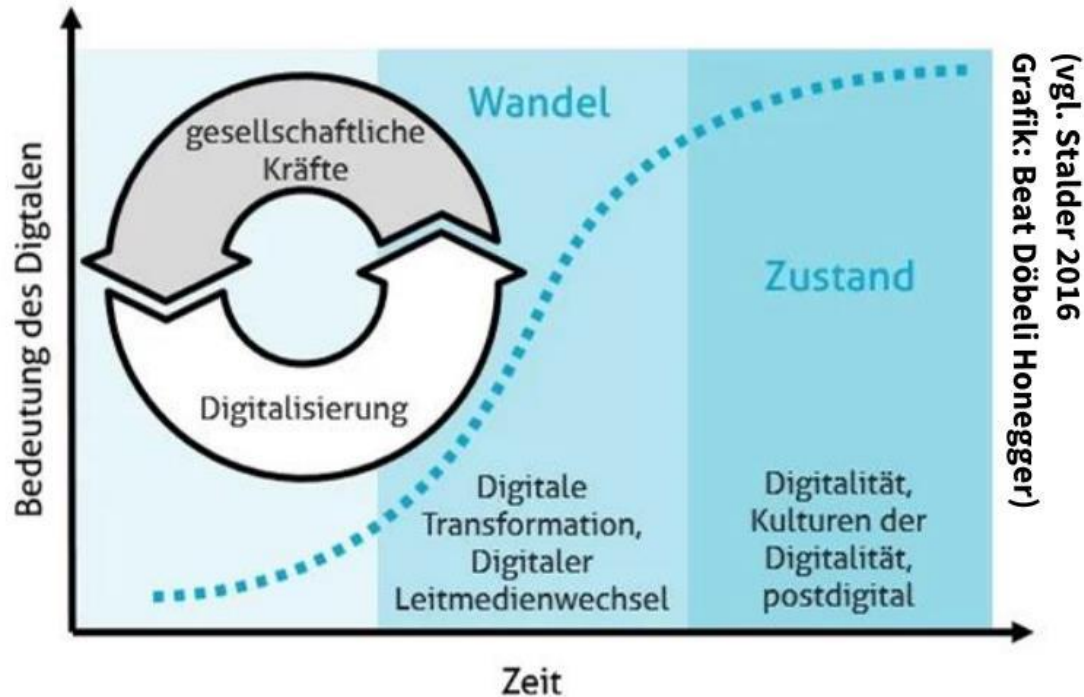 Bedeutung des Digtalen
gesellschaftliche
Kräfte
Digitalisierung
Wandel
Digitale
Transformation,
Digitaler
Leitmedienwechsel
Zustand
Digitalität,
Kulturen der
Digitalität,
postdigital
Zeit
(vgl. Stalder 2016
Grafik: Beat Döbeli Honegger)